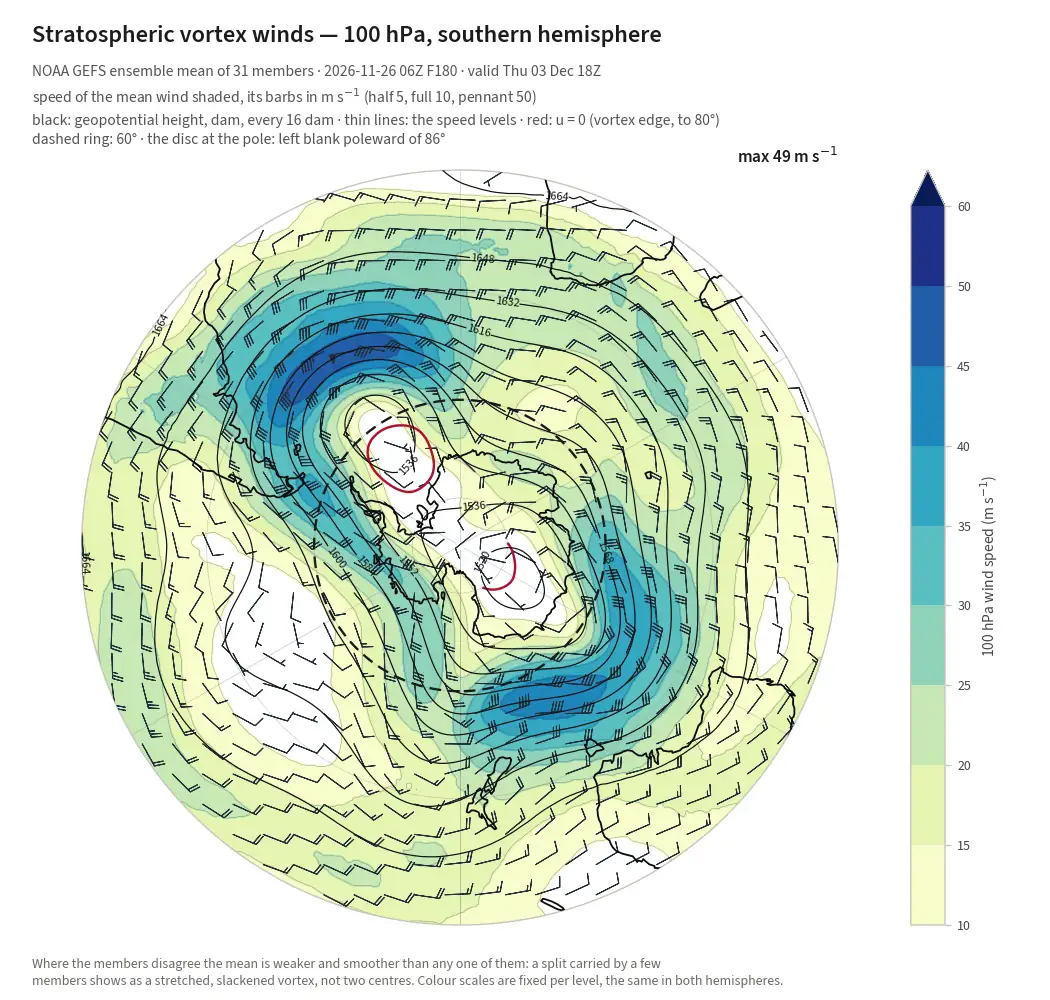 Stratospheric vortex winds — 100 hPa, southern hemisphere
NOAA GEFS ensemble mean of 31 members · 2026-11-26 06Z F180 · valid Thu 03 Dec 18Z
speed of the mean wind shaded, its barbs in m s⁻¹ (half 5, full 10, pennant 50)
black: geopotential height, dam, every 16 dam · thin lines: the speed levels · red: u = 0 (vortex edge, to 80°)
dashed ring: 60° · the disc at the pole: left blank poleward of 86°
max 49 m s⁻¹
1664
1648
1632
1616
1664
1536
1536
1520
1600
1664
60
50
45
40
35
30
25
20
15
10
100 hPa wind speed (m s⁻¹)
Where the members disagree the mean is weaker and smoother than any one of them: a split carried by a few
members shows as a stretched, slackened vortex, not two centres. Colour scales are fixed per level, the same in both hemispheres.